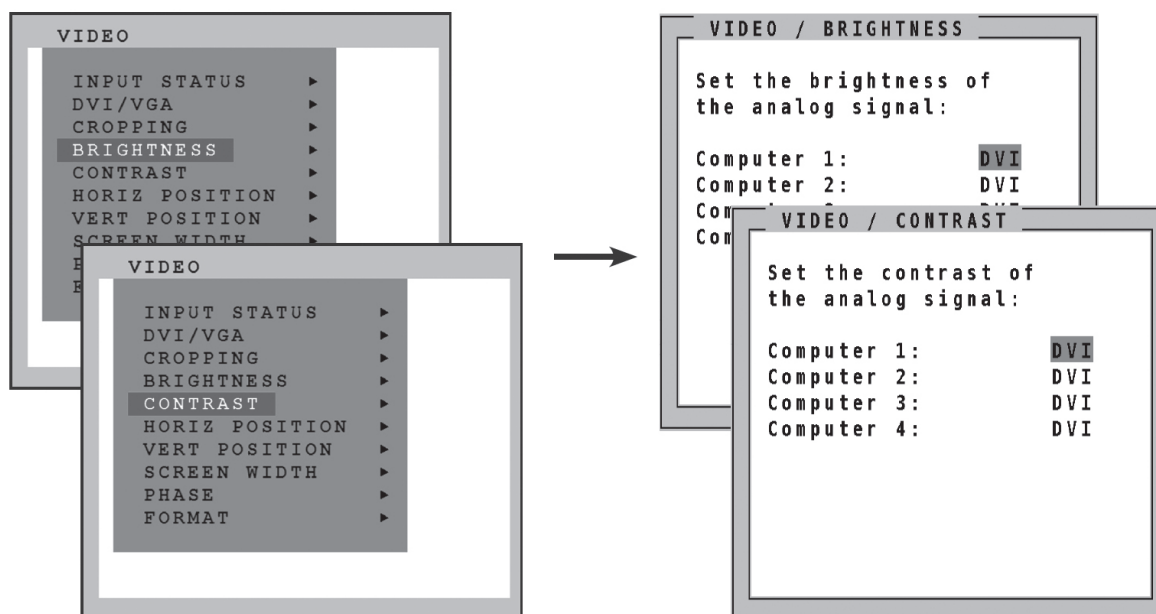 VIDEO
INPUT STATUS
DVI/VGA
CROPPING
BRIGHTNESS
CONTRAST
HORIZ POSITION
VERT POSITION
SCREEN WIDTH
VIDEO
INPUT STATUS
DVI/VGA
CROPPING
BRIGHTNESS
CONTRAST
HORIZ POSITION
VERT POSITION
SCREEN WIDTH
PHASE
FORMAT
VIDEO / BRIGHTNESS
Set the brightness of
the analog signal:
Computer 1: DVI
Computer 2: DVI
VIDEO / CONTRAST
Set the contrast of
the analog signal:
Computer 1: DVI
Computer 2: DVI
Computer 3: DVI
Computer 4: DVI